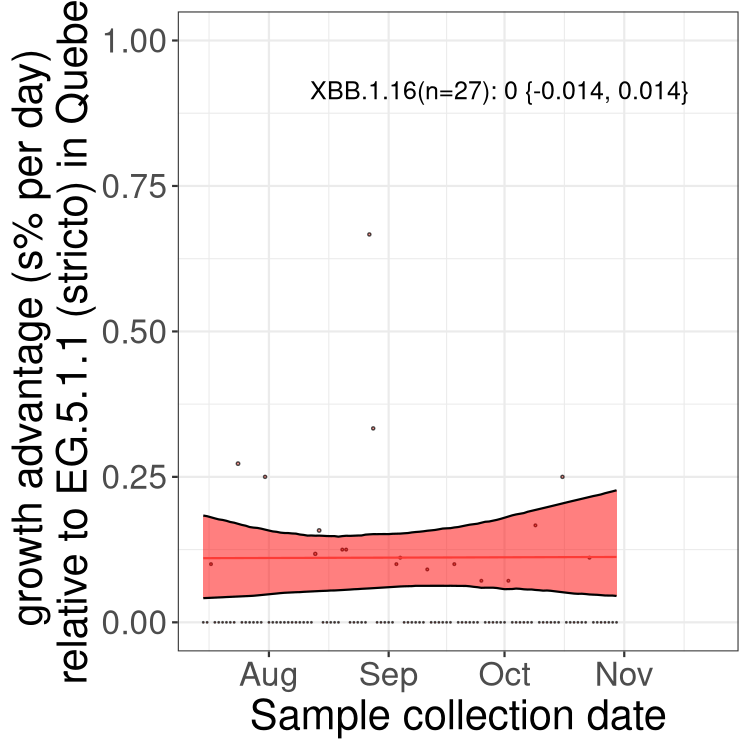 growth advantage (s% per day)
relative to EG.5.1.1 (stricto) in Quebe
1.00
0.75
0.50
0.25
0.00
XBB.1.16(n=27): 0 {-0.014, 0.014}
Aug Sep Oct Nov
Sample collection date